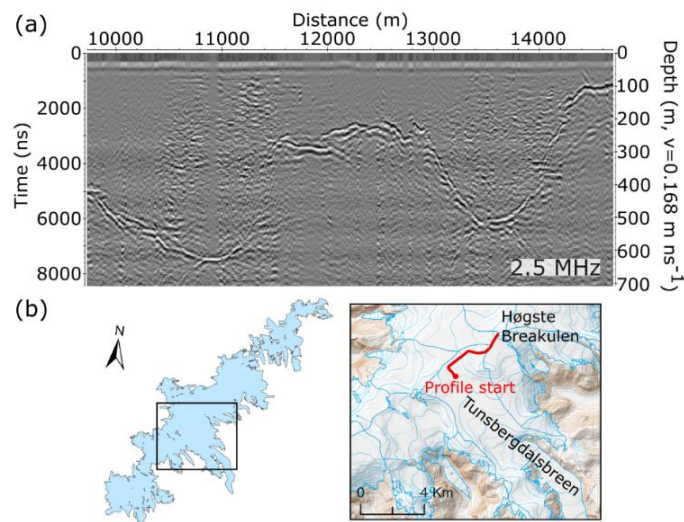 (a)
Distance (m)
10000 11000 12000 13000 14000
Time (ns)
0
2000
4000
6000
8000
Depth (m, v=0.168 m ns⁻¹)
0
100
200
300
400
500
600
700
2.5 MHz
(b)
N
Høgste
Breakulen
Profile start
Tunsbergdalsbreen
0 4 Km